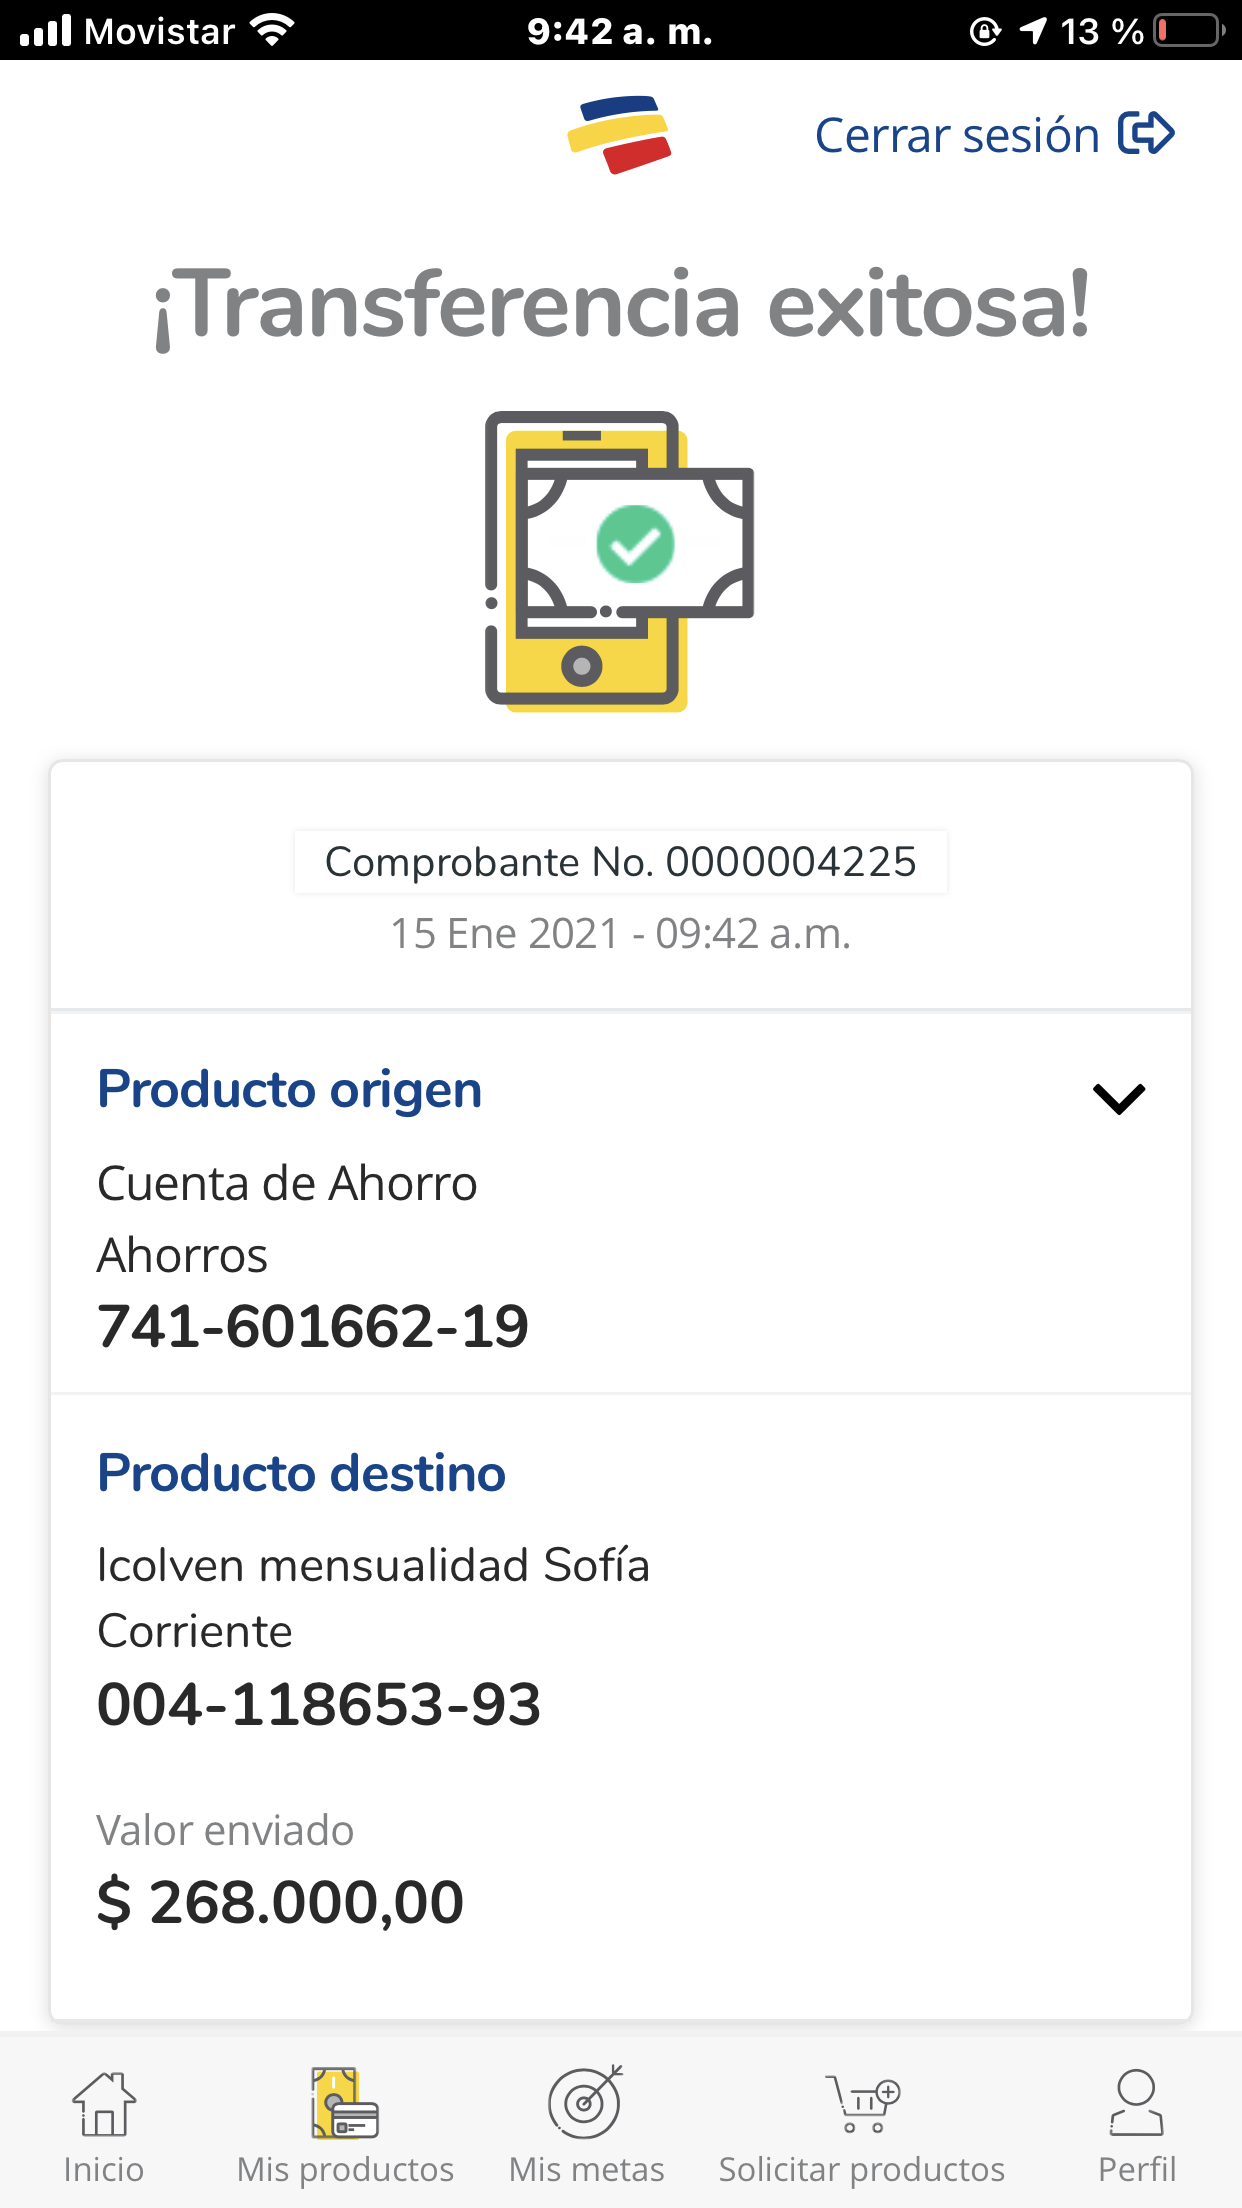 Movistar 9:42 a. m. 13 %
Cerrar sesión
¡Transferencia exitosa!
Comprobante No. 0000004225
15 Ene 2021 - 09:42 a.m.
Producto origen
Cuenta de Ahorro
Ahorros
741-601662-19
Producto destino
Icolven mensualidad Sofía
Corriente
004-118653-93
Valor enviado
$ 268.000,00
Inicio Mis productos Mis metas Solicitar productos Perfil